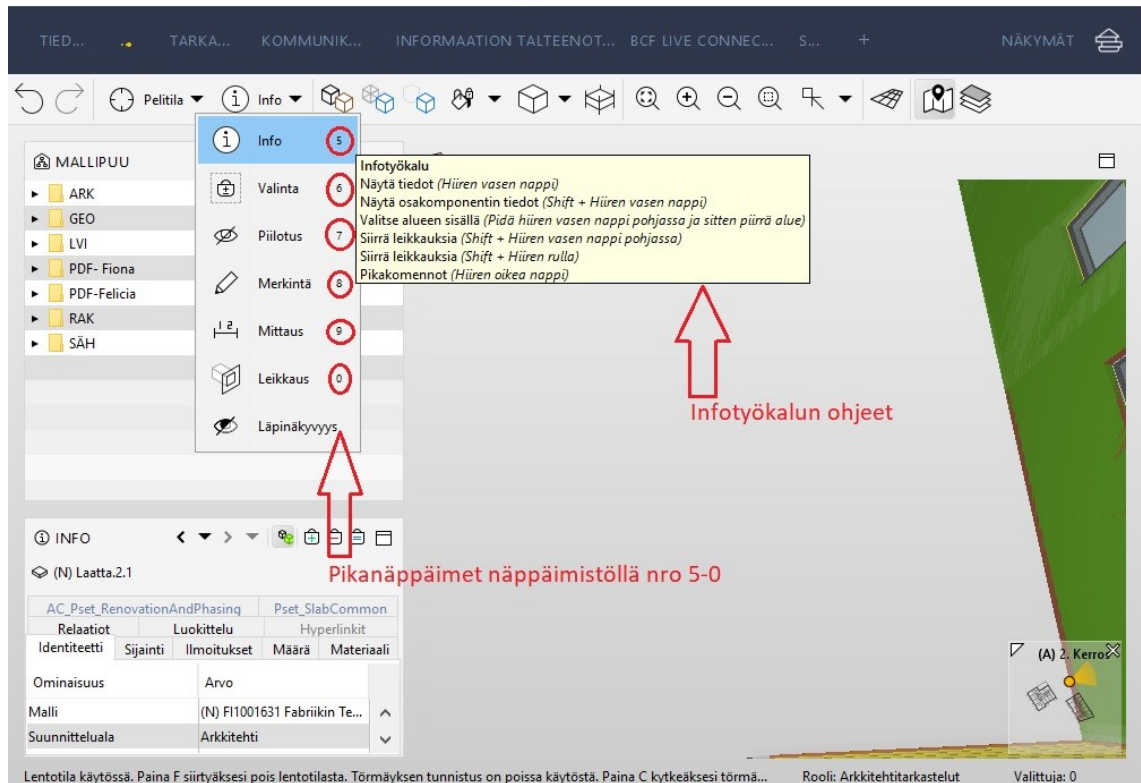 TIED... .. TARKA... KOMMUNIK... INFORMAATION TALTEENOT... BCF LIVE CONNEC... S... + NÄKYMÄT
Pelitila Info
Info 5
Valinta 6
Piilotus 7
Merkintä 8
Mittaus 9
Leikkaus 0
Läpinäkyvyys
Infotyökalu
Näytä tiedot (Hiiren vasen nappi)
Näytä osakomponentin tiedot (Shift + Hiiren vasen nappi)
Valitse alueen sisällä (Pidä hiiren vasen nappi pohjassa ja sitten piirrä alue)
Siirrä leikkauksia (Shift + Hiiren vasen nappi pohjassa)
Siirrä leikkauksia (Shift + Hiiren rulla)
Pikakomennot (Hiiren oikea nappi)
MALLIPUU
ARK
GEO
LVI
PDF- Fiona
PDF-Felicia
RAK
SÄH
Infotyökalun ohjeet
Pikanäppäimet näppäimistöllä nro 5-0
INFO
(N) Laatta.2.1
AC_Pset_RenovationAndPhasing Pset_SlabCommon
Relaatiot Luokittelu Hyperlinkit
Identiteetti Sijainti Ilmoitukset Määrä Materiaali
Ominaisuus Arvo
Malli (N) FI1001631 Fabriikin Te...
Suunnitteluala Arkkitehti
(A) 2. Kerros
Lentotila käytössä. Paina F siirtyäksesi pois lentotilasta. Törmäyksen tunnistus on poissa käytöstä. Paina C kytkeäksesi törmä... Rooli: Arkkitehtitarkastelut Valittuja: 0